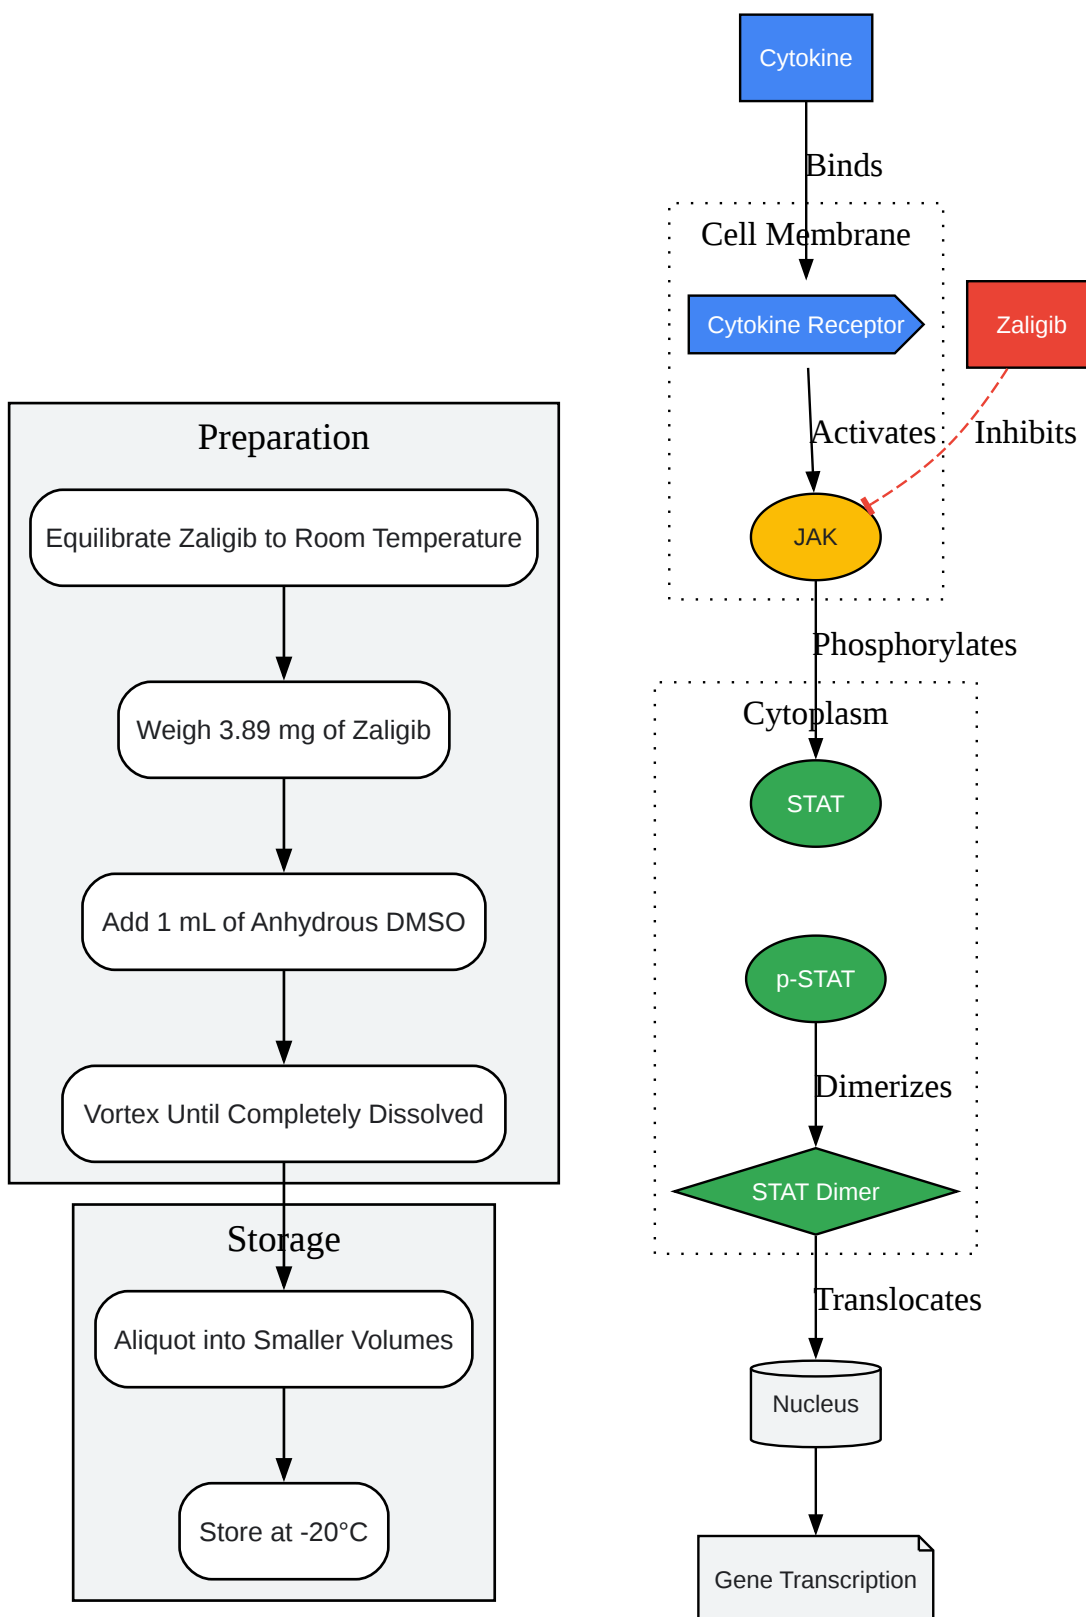 Preparation
Equilibrate Zaligib to Room Temperature
Weigh 3.89 mg of Zaligib
Add 1 mL of Anhydrous DMSO
Vortex Until Completely Dissolved
Storage
Aliquot into Smaller Volumes
Store at -20°C
Cytokine
Binds
Cell Membrane
Cytokine Receptor
Zaligib
Activates
Inhibits
JAK
Phosphorylates
Cytoplasm
STAT
p-STAT
Dimerizes
STAT Dimer
Translocates
Nucleus
Gene Transcription